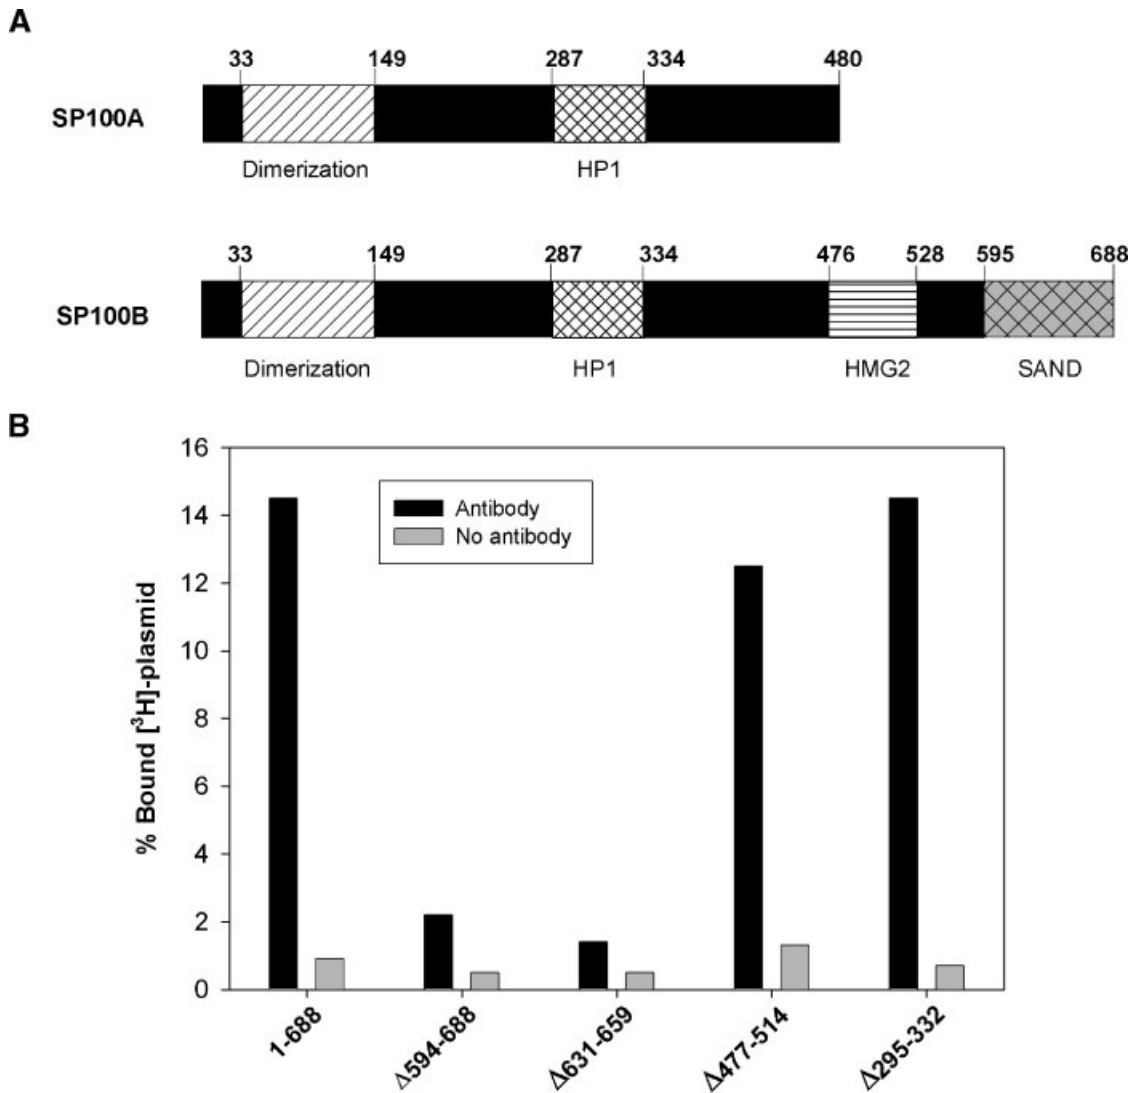 A
33 149 287 334 480
SP100A
Dimerization HP1
33 149 287 334 476 528 595 688
SP100B
Dimerization HP1 HMG2 SAND
B
16
14
12
10
8
6
4
2
0
% Bound [³H]-plasmid
Antibody
No antibody
1-688
Δ594-688
Δ631-659
Δ477-514
Δ295-332